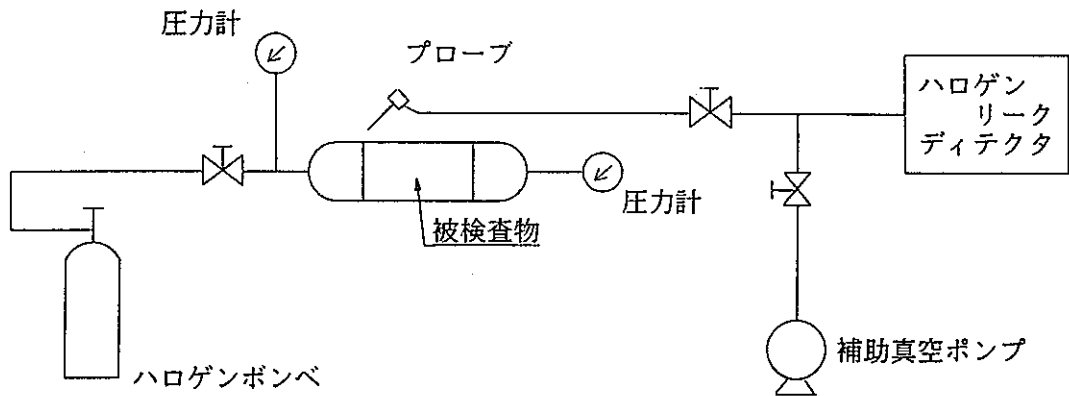 圧力計
プローブ
ハロゲン
リーク
ディテクタ
圧力計
被検査物
補助真空ポンプ
ハロゲンボンベ